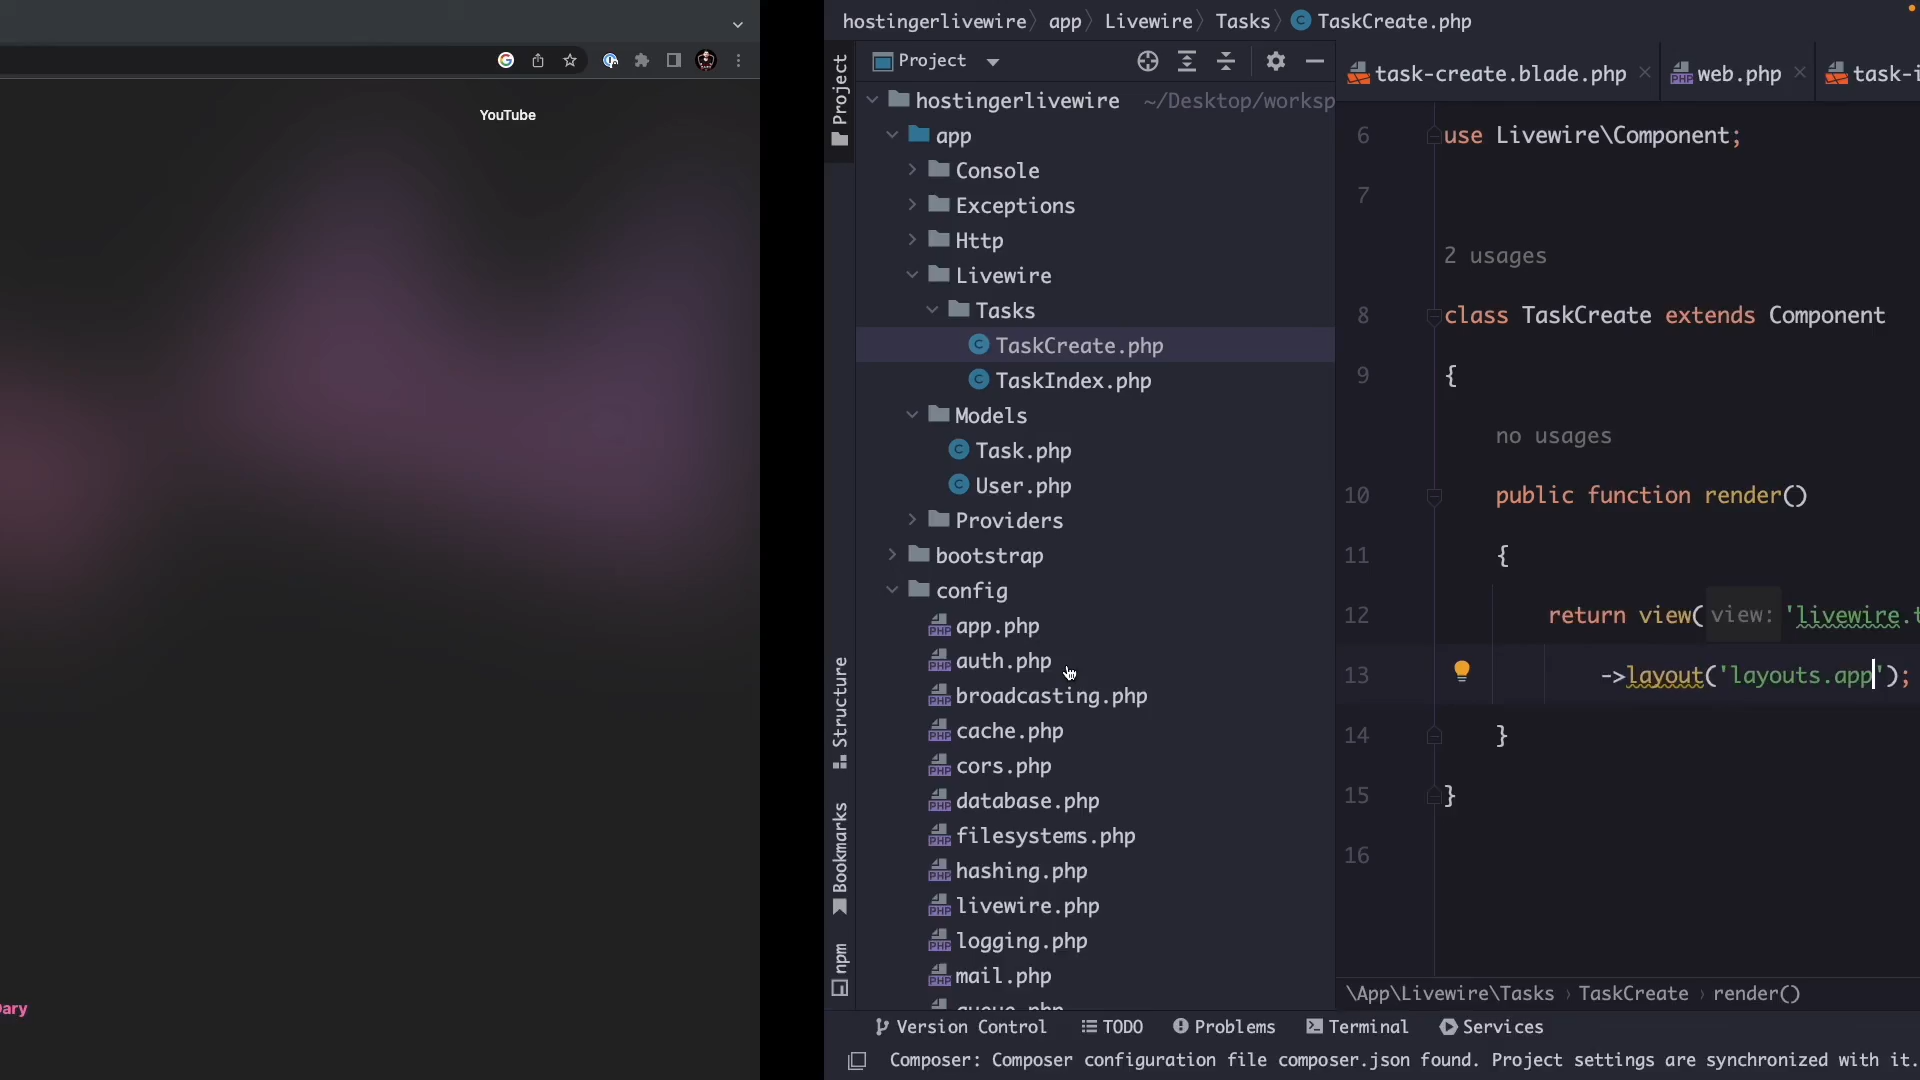 YouTube
hostingerlivewire
app
Livewire
Tasks
TaskCreate.php
Project
Project
task-create.blade.php
web.php
hostingerlivewire
~/Desktop/worksp
app
Console
Exceptions
Http
Livewire
Tasks
TaskCreate.php
TaskIndex.php
Models
Task.php
User.php
Providers
bootstrap
config
app.php
auth.php
broadcasting.php
cache.php
cors.php
database.php
filesystems.php
hashing.php
livewire.php
logging.php
mail.php
Structure
Bookmarks
npm
6 use Livewire\Component;
7
2 usages
8 class TaskCreate extends Component
9 {
no usages
10 public function render()
11 {
12 return view( view: 'livewire.t
13 ->layout('layouts.app');
14 }
15 }
16
\App\Livewire\Tasks
TaskCreate
render()
Version Control
TODO
Problems
Terminal
Services
Composer: Composer configuration file composer.json found. Project settings are synchronized with it.